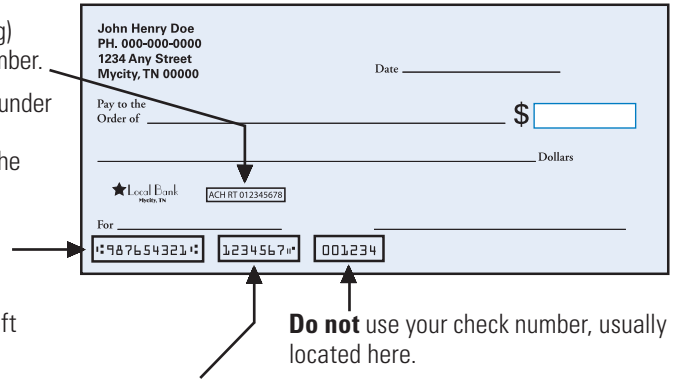 g)
mber.
under
he
ft
John Henry Doe
PH. 000-000-0000
1234 Any Street
Mycity, TN 00000
Date
Pay to the
Order of
$
Dollars
Local Bank
Mycity, TN
ACH RT 012345678
For
⑆987654321⑆ 1234567⑈ 001234
Do not use your check number, usually
located here.